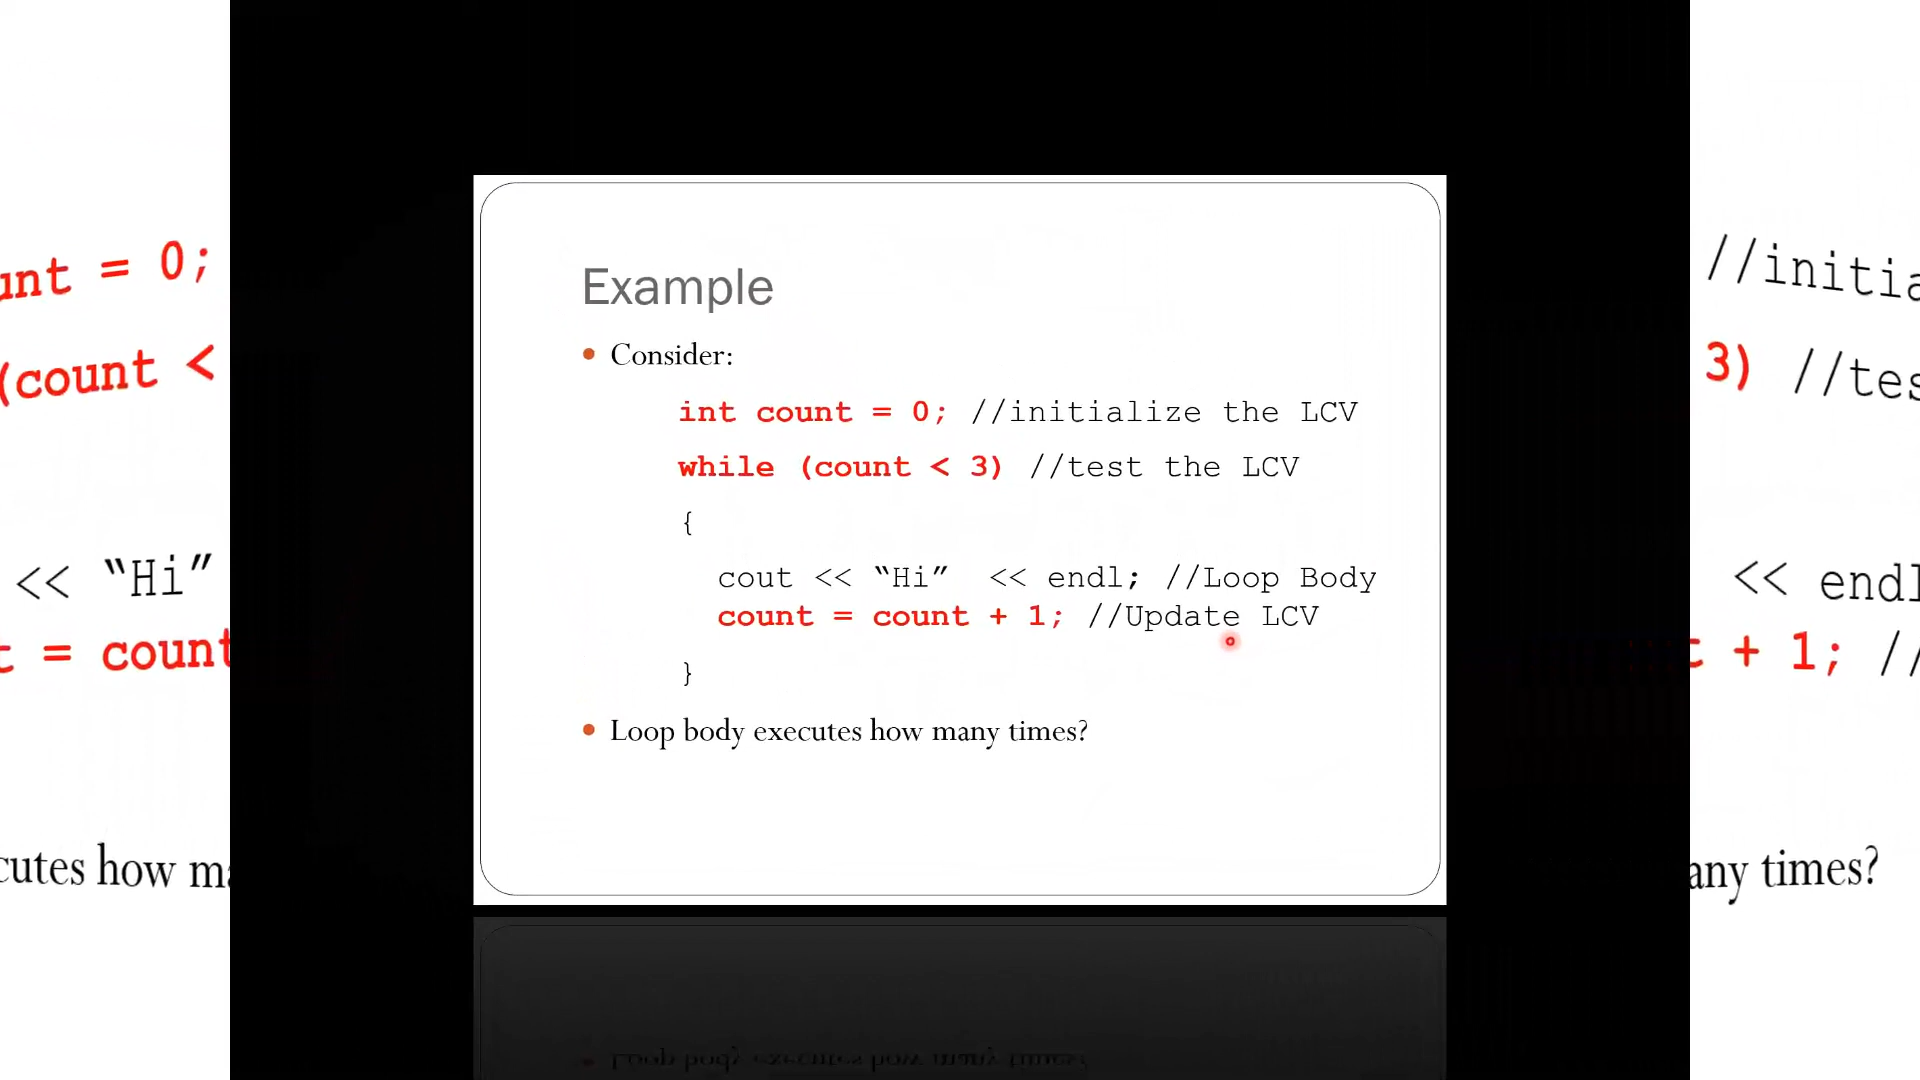 Example
Consider:
int count = 0; //initialize the LCV
while (count < 3) //test the LCV
{
cout << “Hi” << endl; //Loop Body
count = count + 1; //Update LCV
}
Loop body executes how many times?